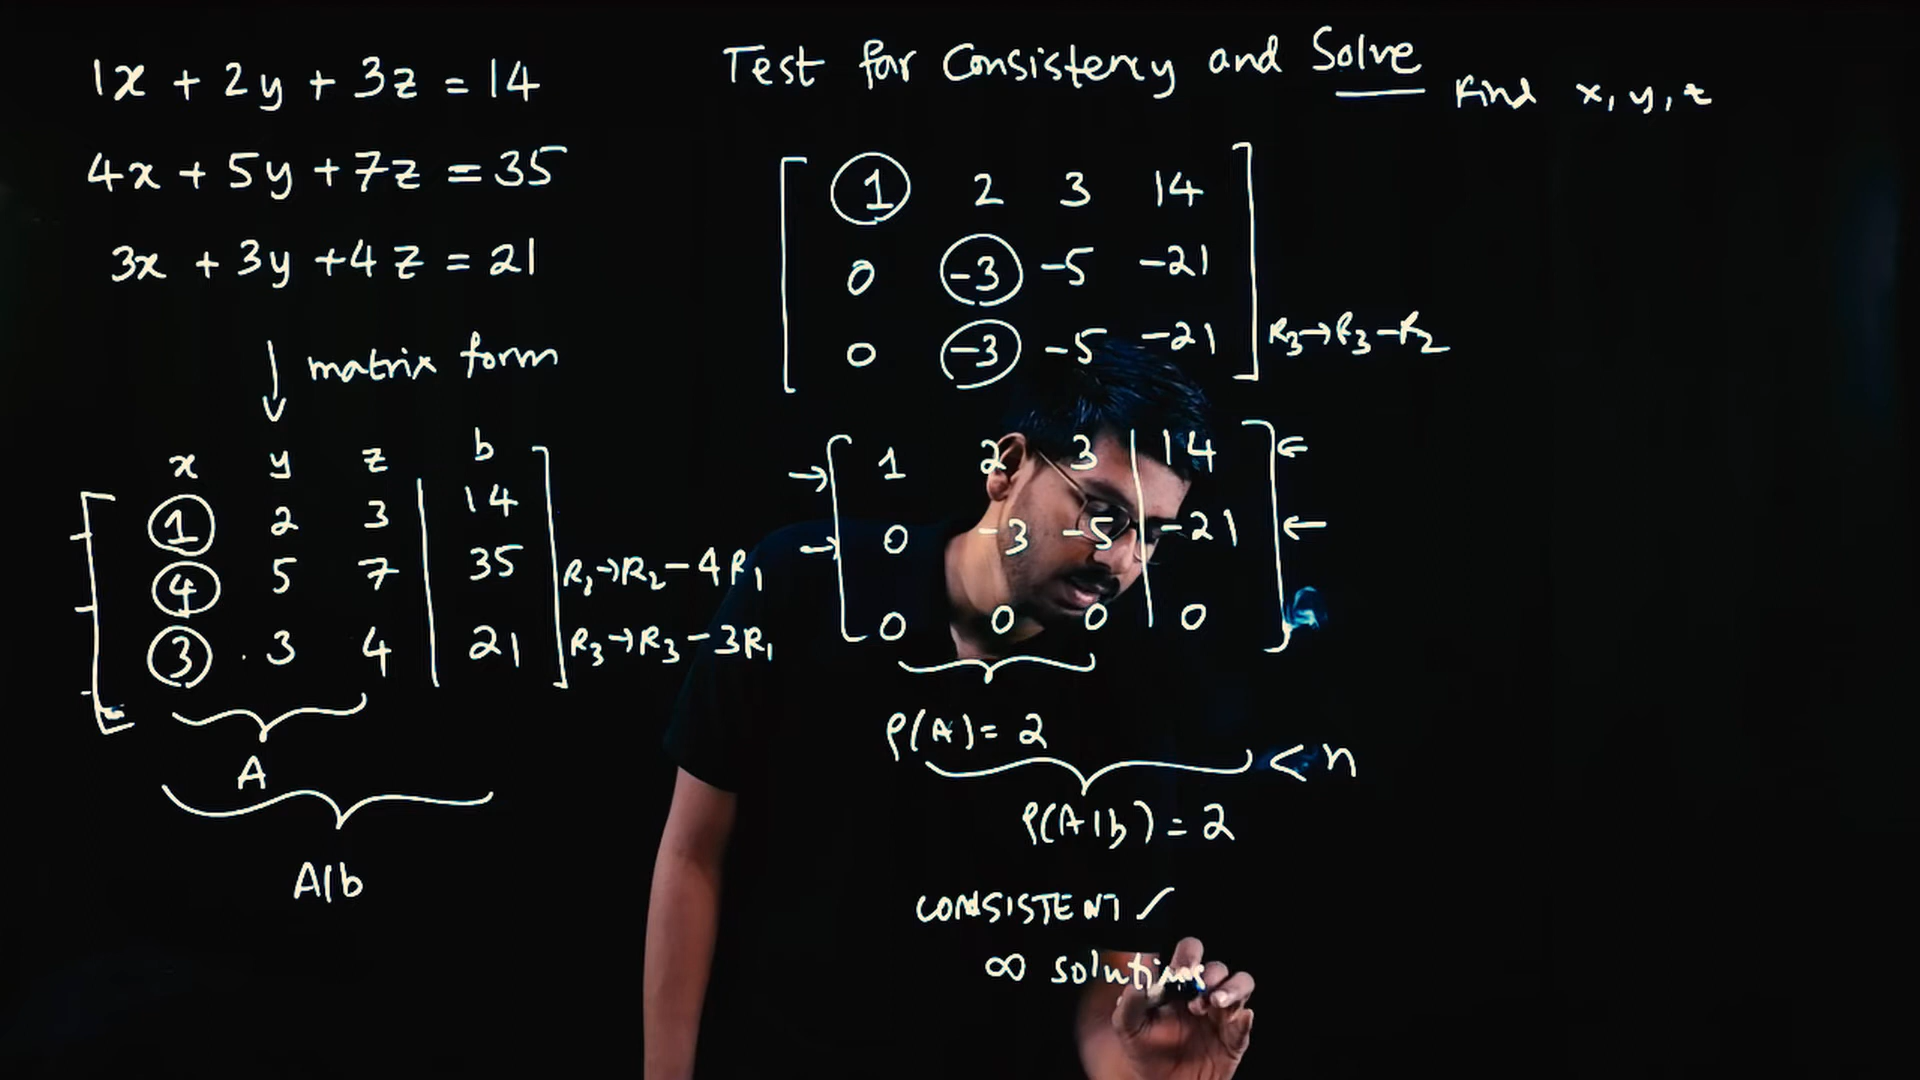 1x + 2y + 3z = 14
4x + 5y + 7z = 35
3x + 3y + 4z = 21
↓ matrix form
x y z b
1 2 3 | 14
4 5 7 | 35 R₂→R₂-4R₁
3 . 3 4 | 21 R₃→R₃-3R₁
A
A|b
Test for Consistency and Solve Find x, y, z
1 2 3 14
0 -3 -5 -21
0 -3 -5 -21 R₃→R₃-R₂
→ 1 2 3 | 14 ←
→ 0 -3 -5 | -21 ←
0 0 0 | 0
ρ(A) = 2
< n
ρ(A|b) = 2
CONSISTENT ✓
∞ solutions